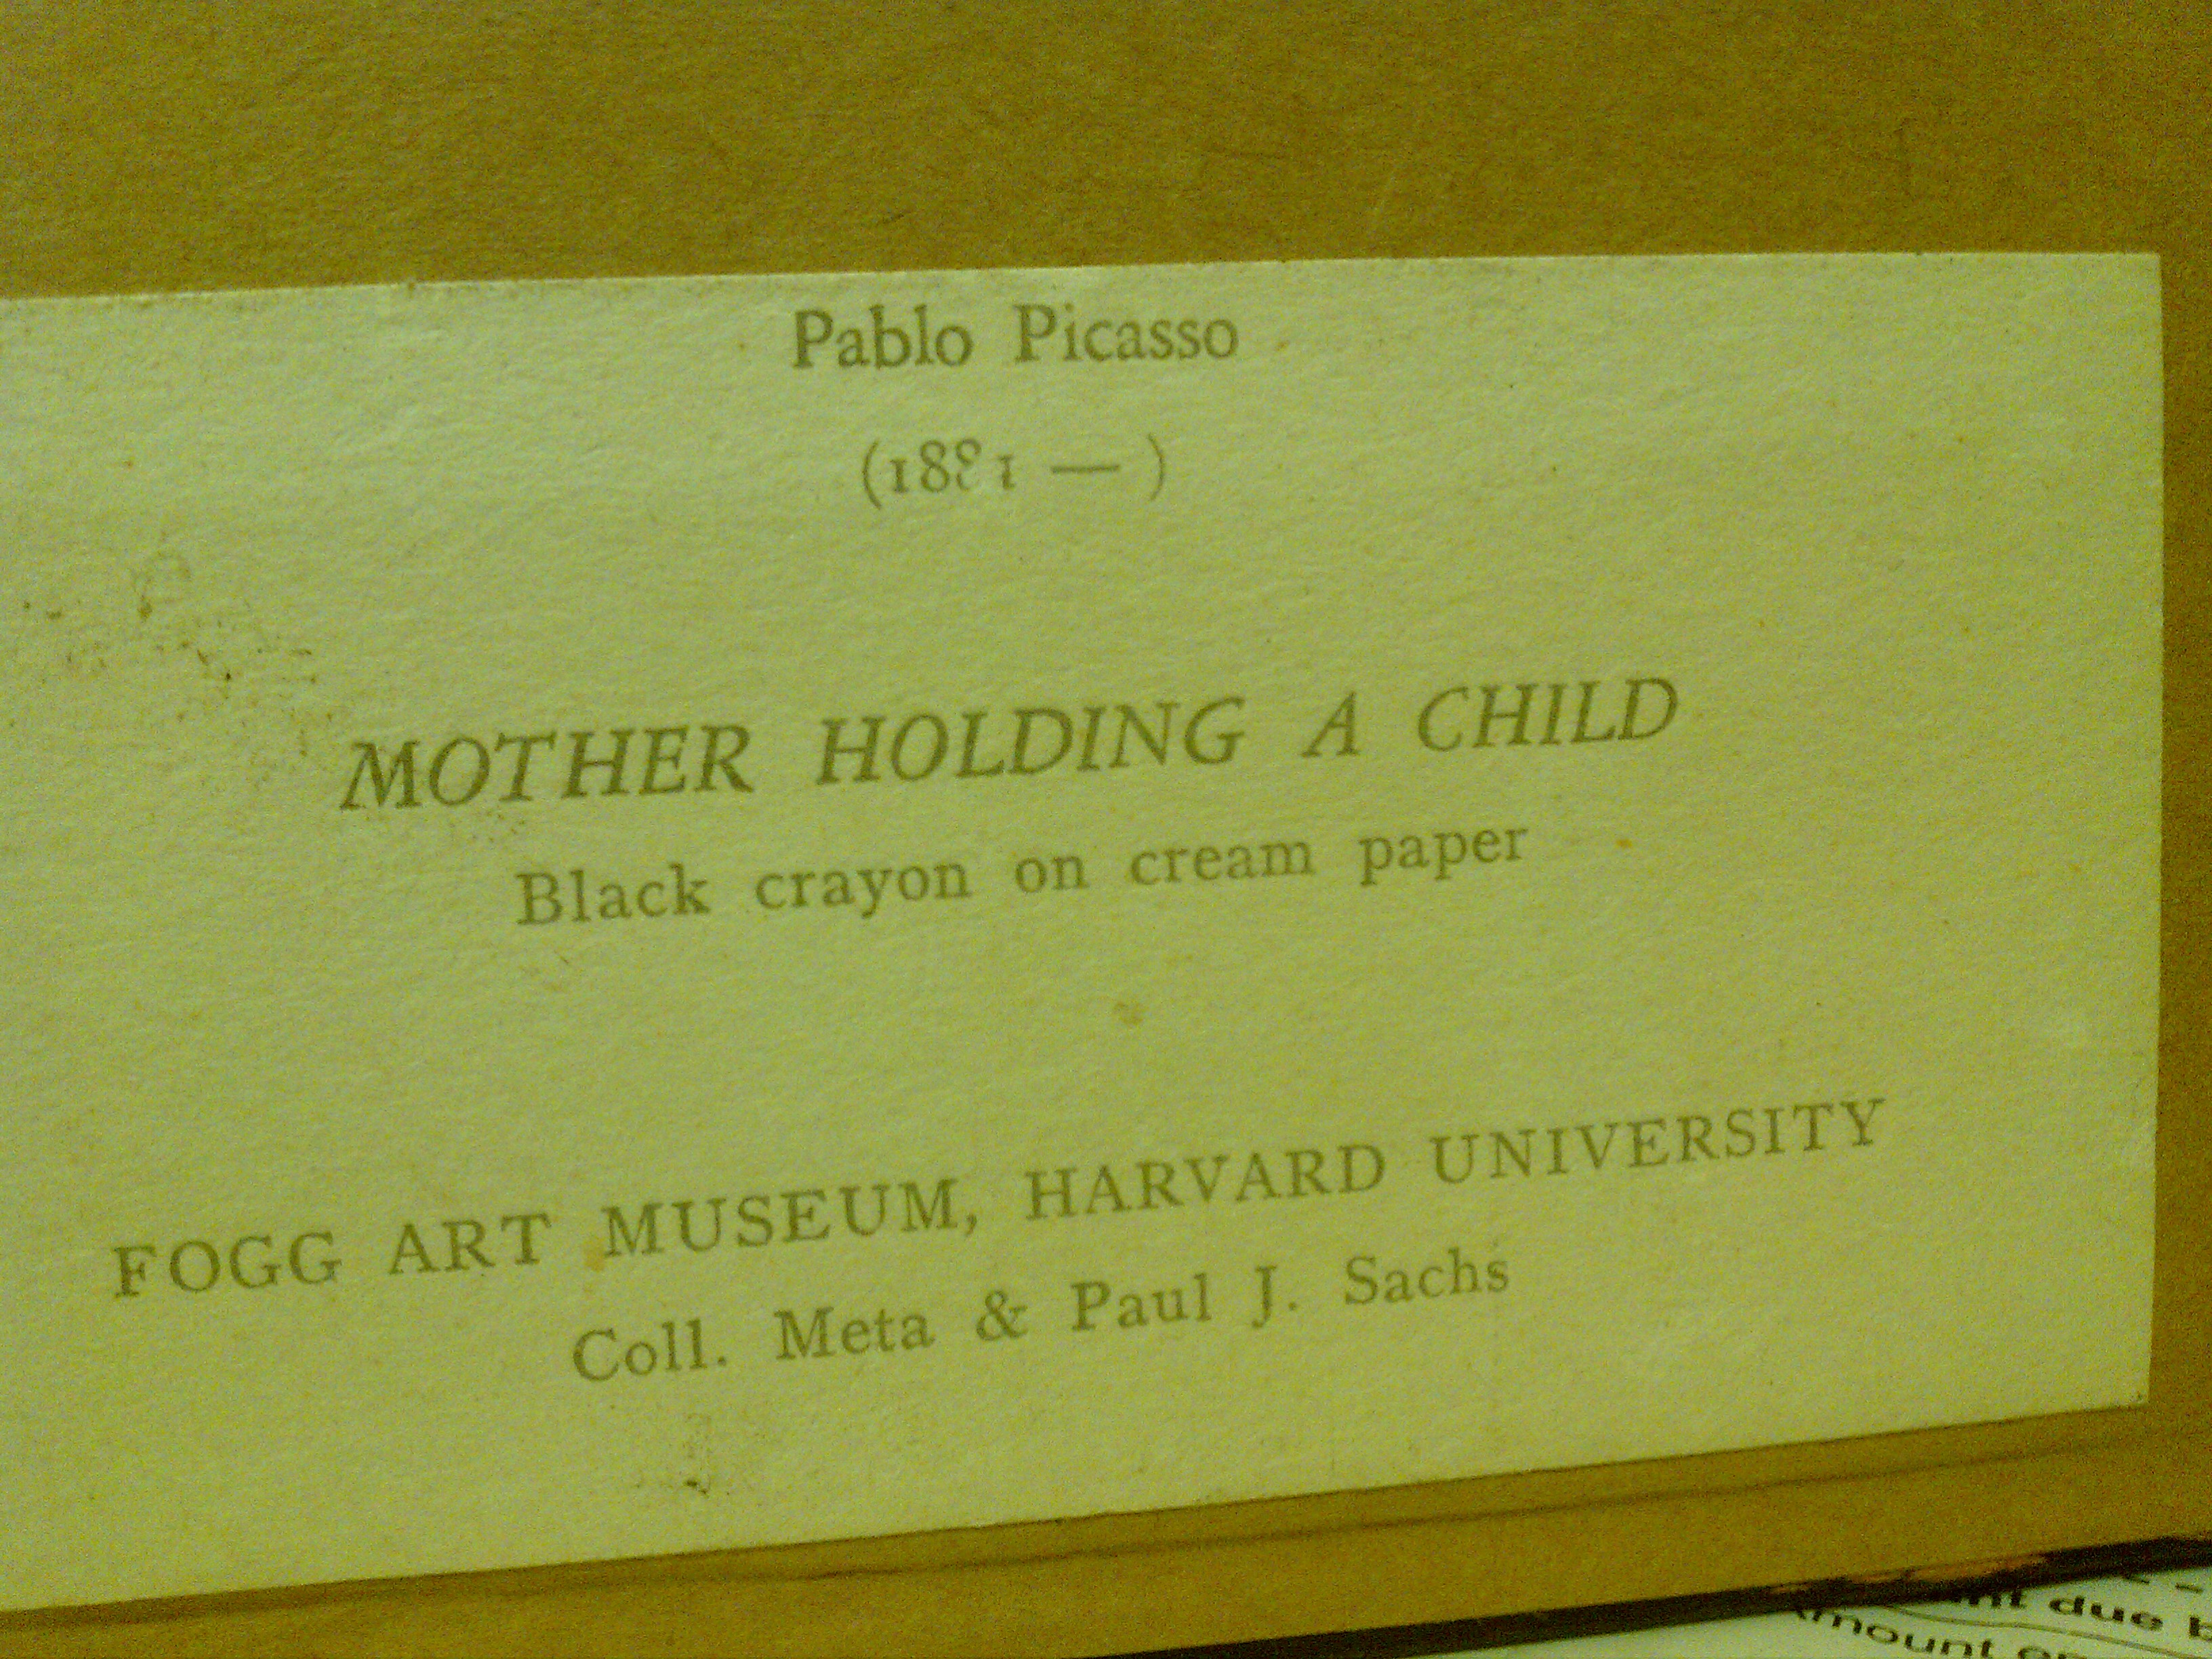 Pablo Picasso
(1881 — )
MOTHER HOLDING A CHILD
Black crayon on cream paper
FOGG ART MUSEUM, HARVARD UNIVERSITY
Coll. Meta & Paul J. Sachs
due